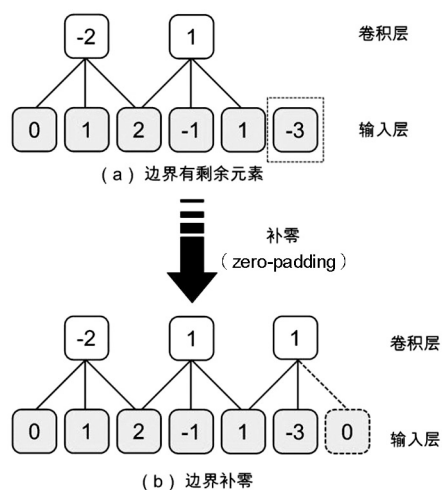 -2 1 卷积层
0 1 2 -1 1 -3 输入层
(a) 边界有剩余元素
补零
(zero-padding)
-2 1 1 卷积层
0 1 2 -1 1 -3 0 输入层
(b) 边界补零